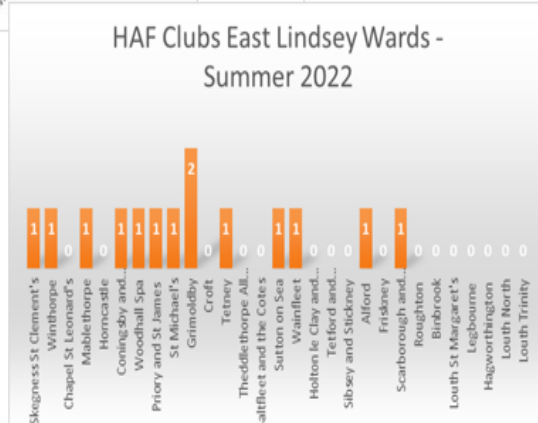 HAF Clubs East Lindsey Wards -
Summer 2022
2
1 1 0 1 0 1 1 1 1 0 1 0 0 1 1 0 0 0 1 0 1 0 0 0 0 0 0 0
Skegness St Clement's
Winthorpe
Chapel St Leonard's
Mablethorpe
Horncastle
Coningsby and...
Woodhall Spa
Priory and St James
St Michael's
Grimoldby
Croft
Tetney
Theddlethorpe All...
altfleet and the Cotes
Sutton on Sea
Wainfleet
Holton le Clay and...
Tetford and...
Sibsey and Stickney
Alford
Friskney
Scarborough and...
Roughton
Binbrook
Louth St Margaret's
Legbourne
Hagworthington
Louth North
Louth Trinity